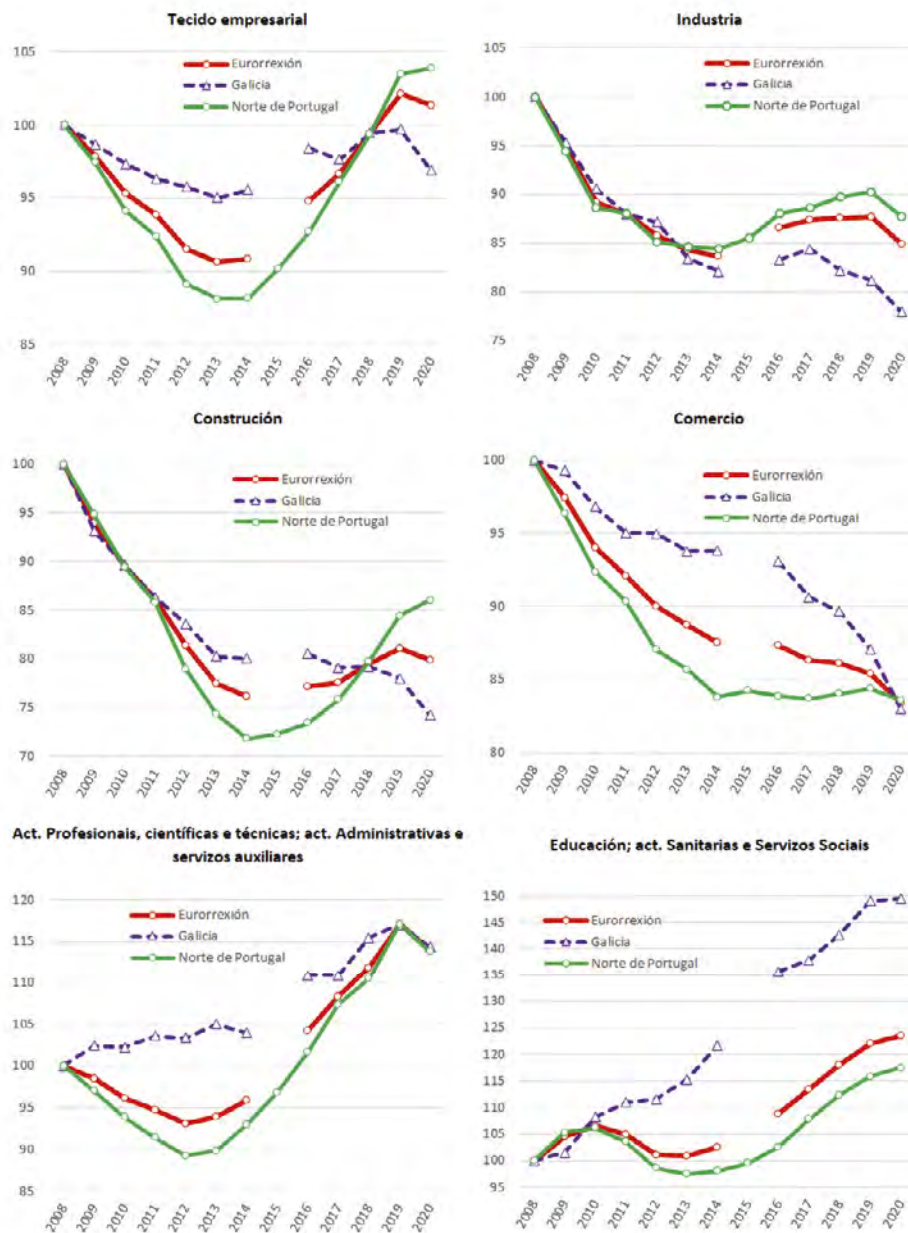 Tecido empresarial
105
100
95
90
85
Eurorrexión
Galicia
Norte de Portugal
2008 2009 2010 2011 2012 2013 2014 2015 2016 2017 2018 2019 2020
Industria
105
100
95
90
85
80
75
Eurorrexión
Galicia
Norte de Portugal
2008 2009 2010 2011 2012 2013 2014 2015 2016 2017 2018 2019 2020
Construción
100
95
90
85
80
75
70
Eurorrexión
Galicia
Norte de Portugal
2008 2009 2010 2011 2012 2013 2014 2015 2016 2017 2018 2019 2020
Comercio
100
95
90
85
80
Eurorrexión
Galicia
Norte de Portugal
2008 2009 2010 2011 2012 2013 2014 2015 2016 2017 2018 2019 2020
Act. Profesionais, científicas e técnicas; act. Administrativas e
servizos auxiliares
120
115
110
105
100
95
90
85
Eurorrexión
Galicia
Norte de Portugal
2008 2009 2010 2011 2012 2013 2014 2015 2016 2017 2018 2019 2020
Educación; act. Sanitarias e Servizos Sociais
150
145
140
135
130
125
120
115
110
105
100
95
Eurorrexión
Galicia
Norte de Portugal
2008 2009 2010 2011 2012 2013 2014 2015 2016 2017 2018 2019 2020